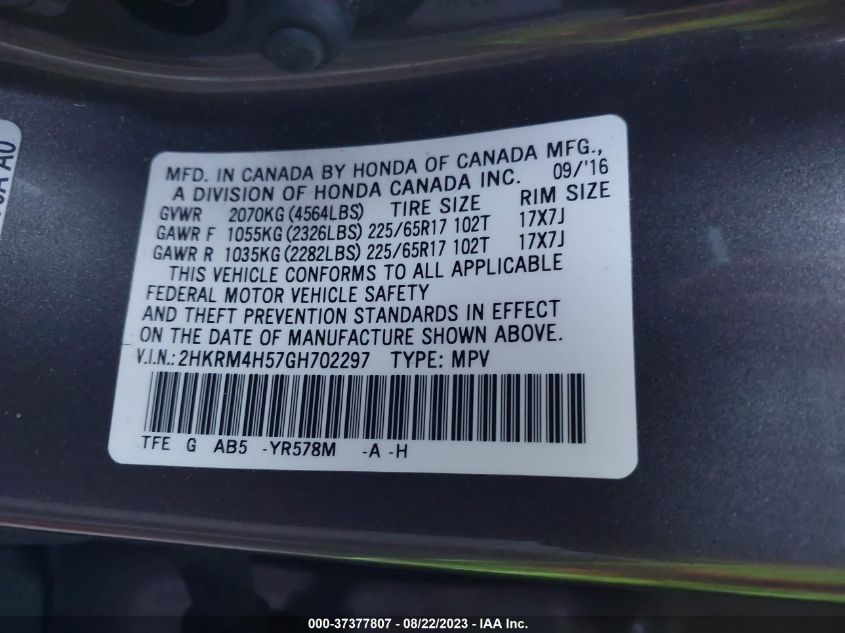 MFD. IN CANADA BY HONDA OF CANADA MFG.,
A DIVISION OF HONDA CANADA INC. 09/'16
GVWR 2070KG (4564LBS) TIRE SIZE RIM SIZE
GAWR F 1055KG (2326LBS) 225/65R17 102T 17X7J
GAWR R 1035KG (2282LBS) 225/65R17 102T 17X7J
THIS VEHICLE CONFORMS TO ALL APPLICABLE
FEDERAL MOTOR VEHICLE SAFETY
AND THEFT PREVENTION STANDARDS IN EFFECT
ON THE DATE OF MANUFACTURE SHOWN ABOVE.
V.I.N.: 2HKRM4H57GH702297 TYPE: MPV
TFE G AB5 -YR578M -A -H
000-37377807 - 08/22/2023 - IAA Inc.